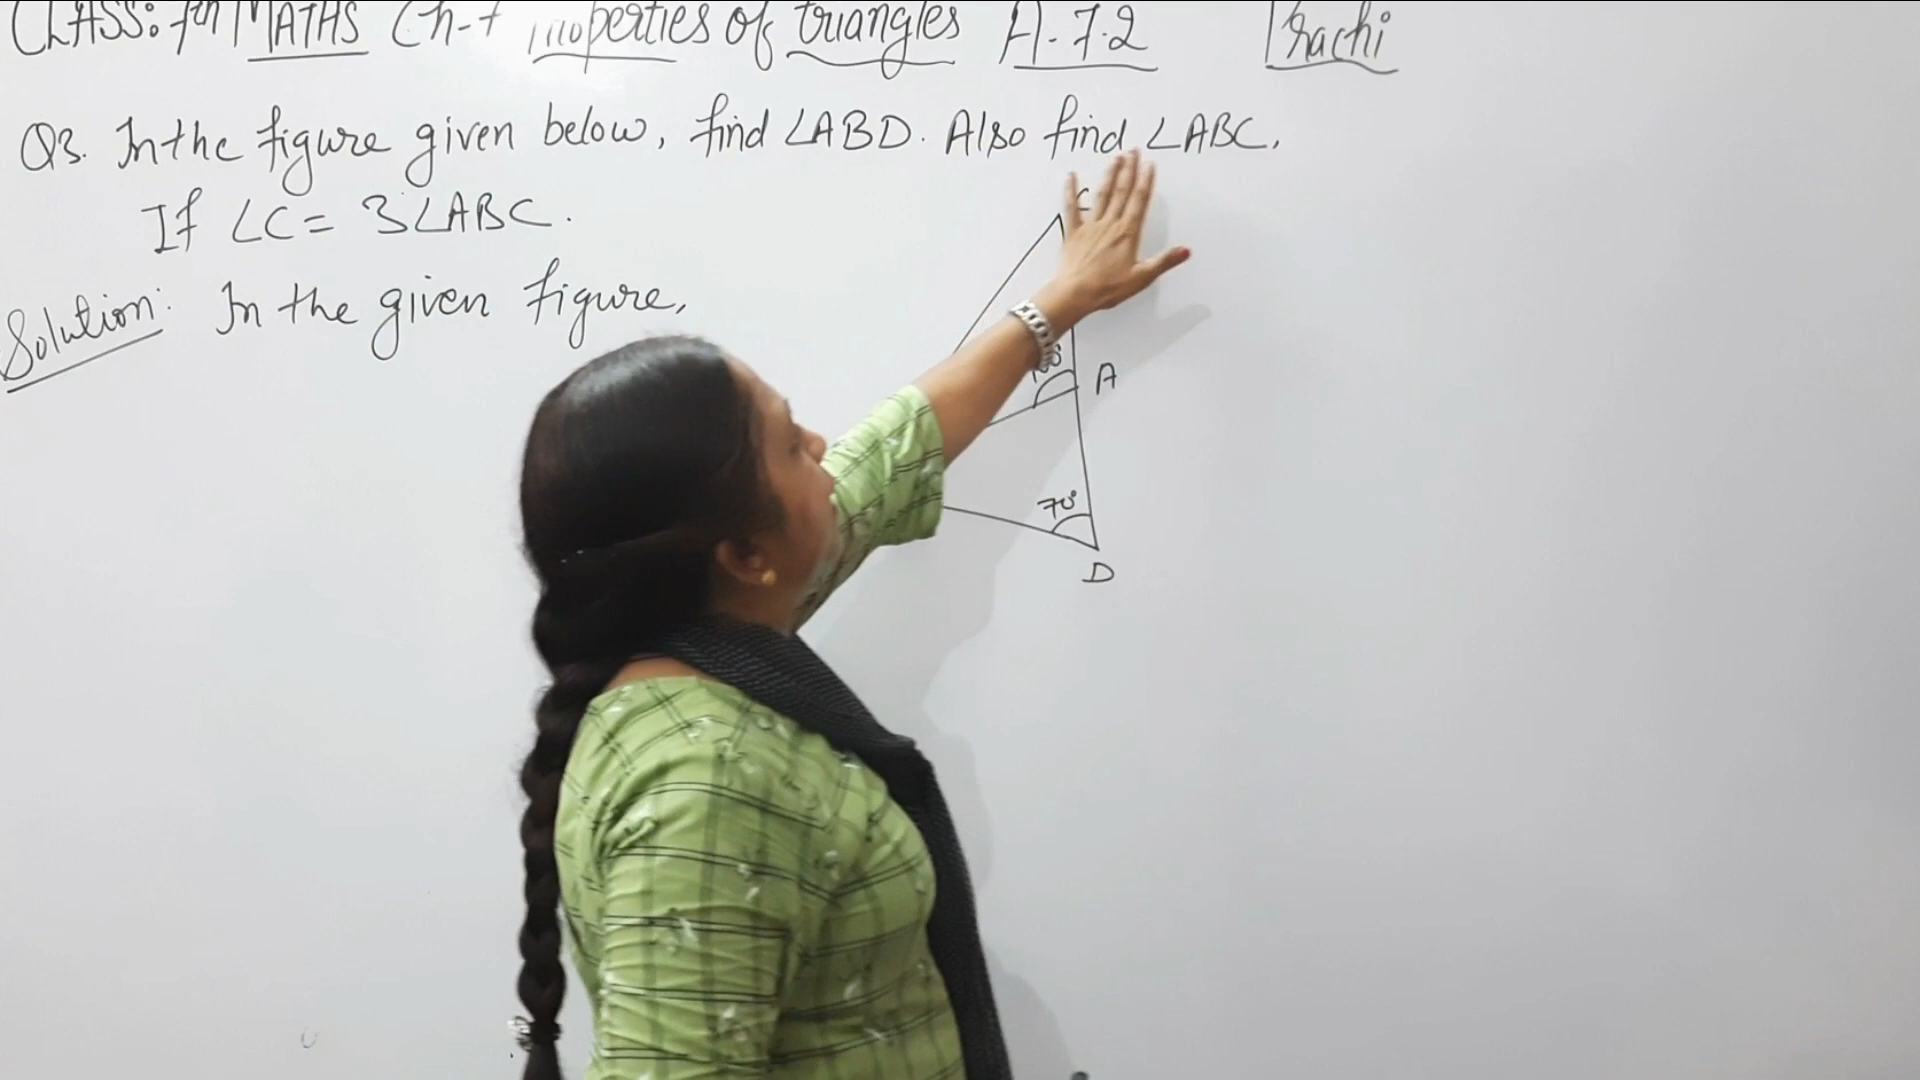 CLASS: 7th MATHS Ch-7 Properties of triangles A-7.2 Prachi
Q3. In the figure given below, find ∠ABD. Also find ∠ABC,
If ∠C = 3∠ABC.
Solution: In the given figure,
C
A
70°
D